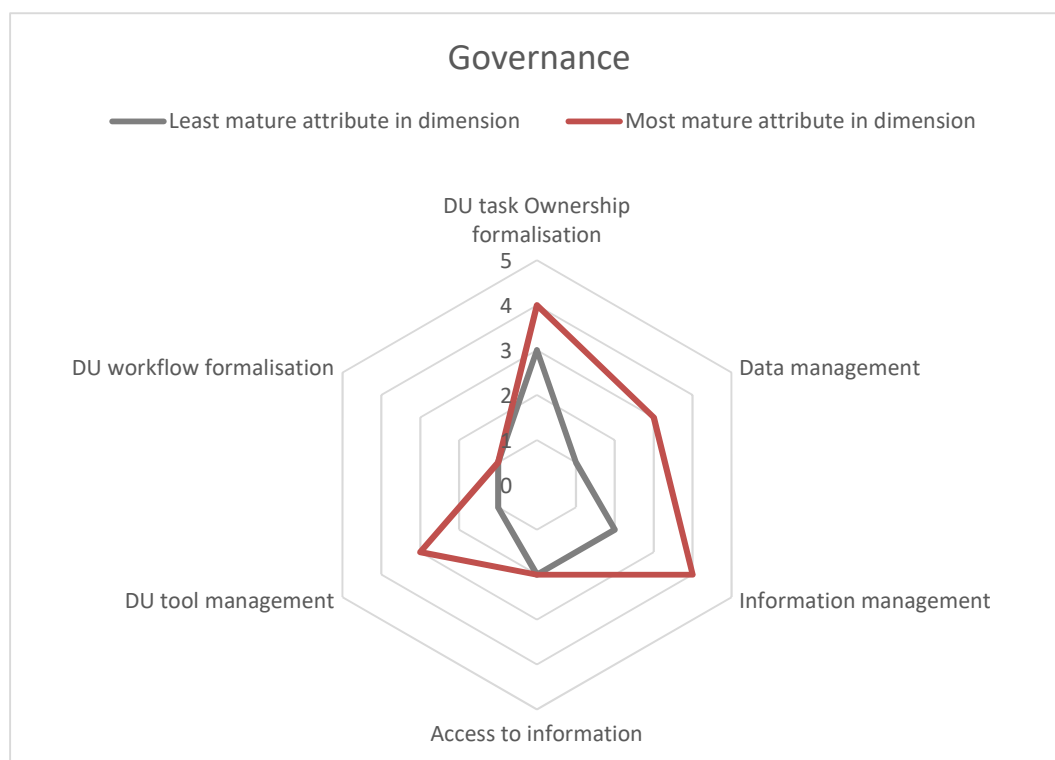 Governance
Least mature attribute in dimension
Most mature attribute in dimension
DU task Ownership
formalisation
5
4
3
2
1
0
Data management
Information management
Access to information
DU tool management
DU workflow formalisation